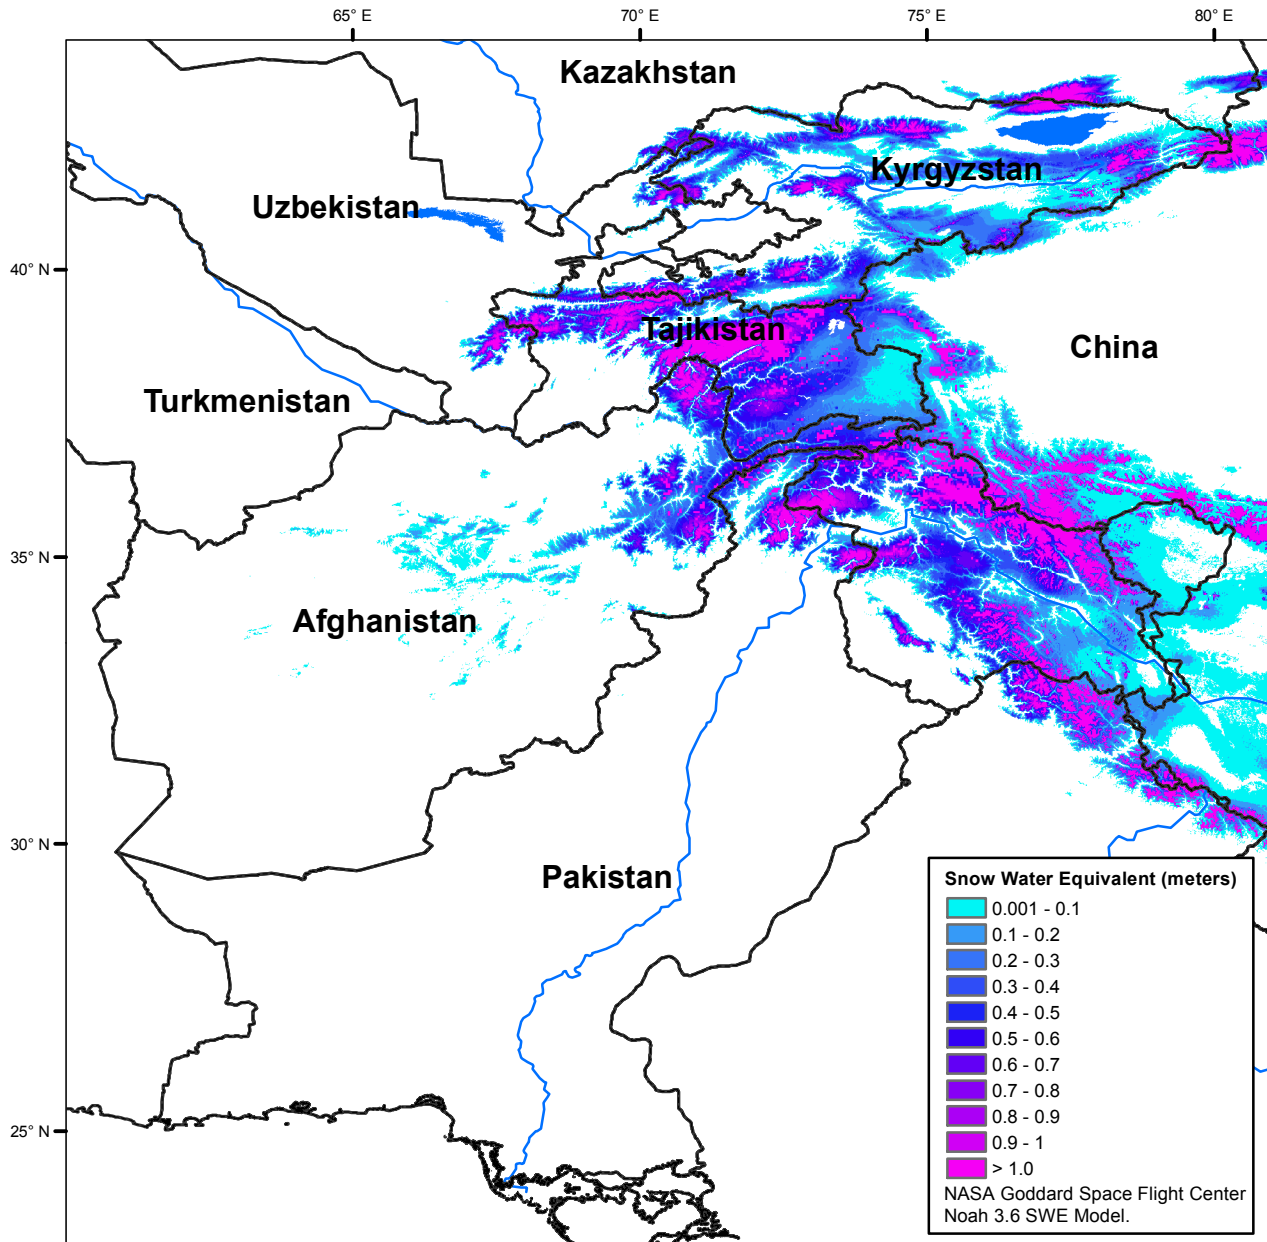 65° E
70° E
75° E
80° E
Kazakhstan
Kyrgyzstan
Uzbekistan
40° N
Tajikistan
China
Turkmenistan
35° N
Afghanistan
30° N
Pakistan
25° N
Snow Water Equivalent (meters)
0.001 - 0.1
0.1 - 0.2
0.2 - 0.3
0.3 - 0.4
0.4 - 0.5
0.5 - 0.6
0.6 - 0.7
0.7 - 0.8
0.8 - 0.9
0.9 - 1
> 1.0
NASA Goddard Space Flight Center
Noah 3.6 SWE Model.